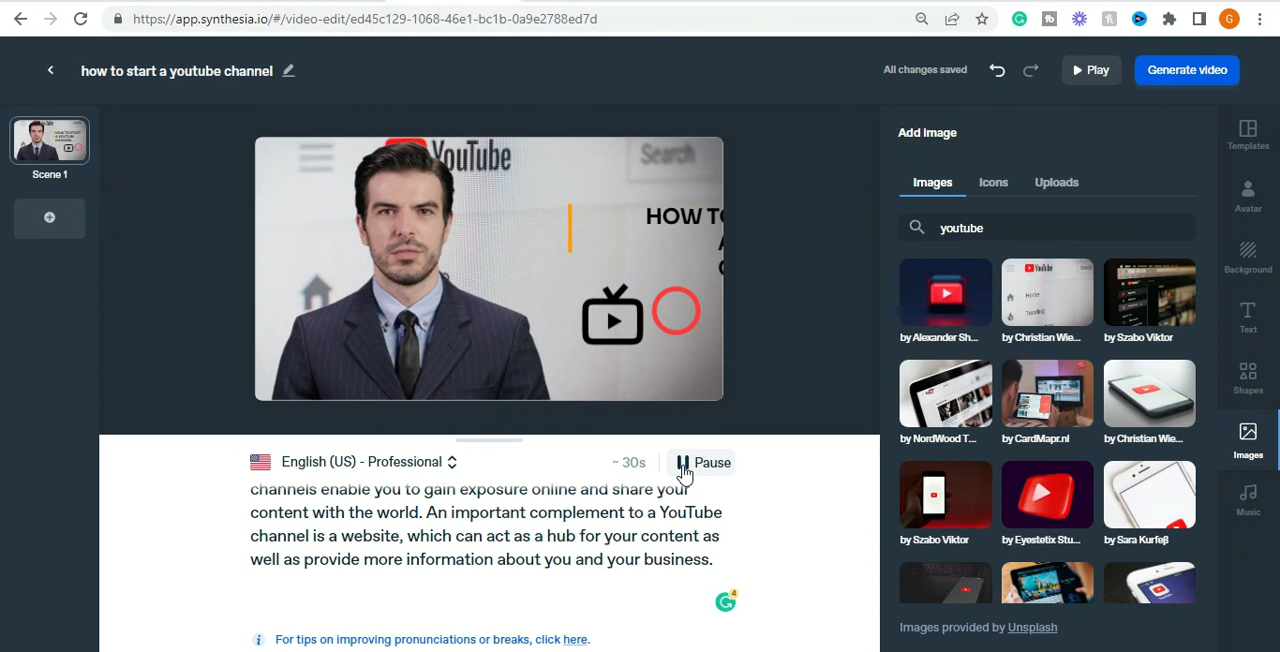 https://app.synthesia.io/#/video-edit/ed45c129-1068-46e1-bc1b-0a9e2788ed7d
G
how to start a youtube channel
All changes saved
Play
Generate video
Scene 1
YouTube
Search
HOW TO
English (US) - Professional
~ 30s
Pause
channels enable you to gain exposure online and share your
content with the world. An important complement to a YouTube
channel is a website, which can act as a hub for your content as
well as provide more information about you and your business.
4
For tips on improving pronunciations or breaks, click here.
Add Image
Images Icons Uploads
youtube
by Alexander Sh... by Christian Wie... by Szabo Viktor
by NordWood T... by CardMapr.nl by Christian Wie...
by Szabo Viktor by Eyestetix Stu... by Sara Kurfeß
Images provided by Unsplash
Templates
Avatar
Background
Text
Shapes
Images
Music